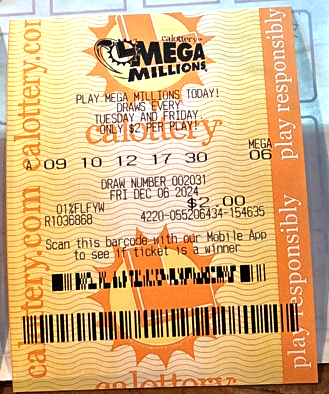 calottery
MEGA
MILLIONS
PLAY MEGA MILLIONS TODAY!
DRAWS EVERY
TUESDAY AND FRIDAY.
ONLY $2 PER PLAY!
calottery
MEGA
09 10 12 17 30 06
DRAW NUMBER 002031
FRI DEC 06 2024
$2.00
R1036868 4220-055206434-154635
Scan this barcode with our Mobile App
to see if ticket is a winner
calottery
calottery.com calottery.com
play responsibly play responsibly